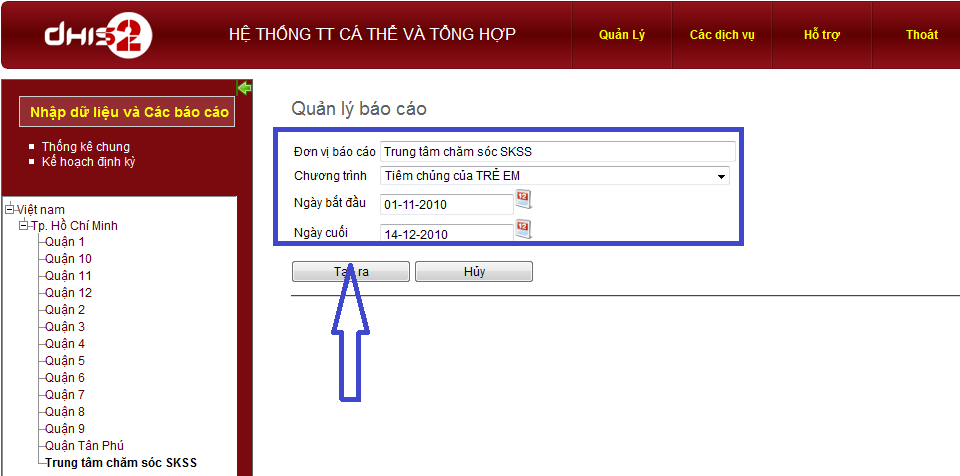 dHIS2
HỆ THỐNG TT CÁ THỂ VÀ TỔNG HỢP
Quản Lý
Các dịch vụ
Hỗ trợ
Thoát
Nhập dữ liệu và Các báo cáo
Thống kê chung
Kế hoạch định kỳ
Việt nam
Tp. Hồ Chí Minh
Quận 1
Quận 10
Quận 11
Quận 12
Quận 2
Quận 3
Quận 4
Quận 5
Quận 6
Quận 7
Quận 8
Quận 9
Quận Tân Phú
Trung tâm chăm sóc SKSS
Quản lý báo cáo
Đơn vị báo cáo Trung tâm chăm sóc SKSS
Chương trình Tiêm chủng của TRẺ EM
Ngày bắt đầu 01-11-2010
Ngày cuối 14-12-2010
Tạo ra
Hủy